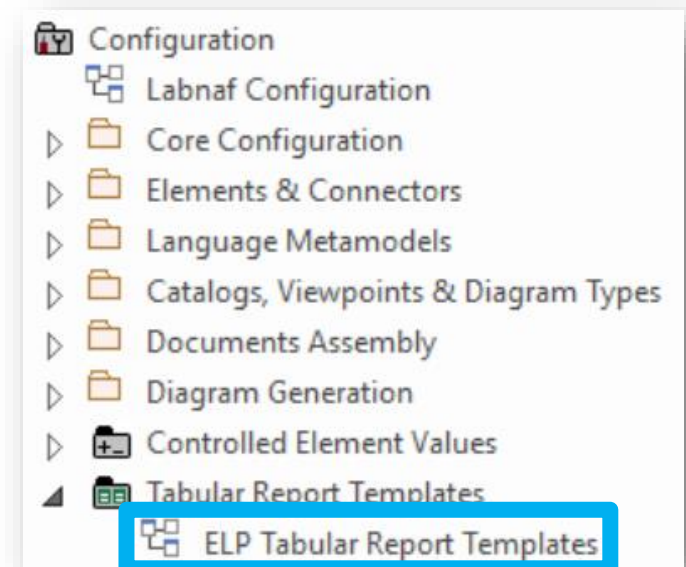 Configuration
Labnaf Configuration
Core Configuration
Elements & Connectors
Language Metamodels
Catalogs, Viewpoints & Diagram Types
Documents Assembly
Diagram Generation
Controlled Element Values
Tabular Report Templates
ELP Tabular Report Templates